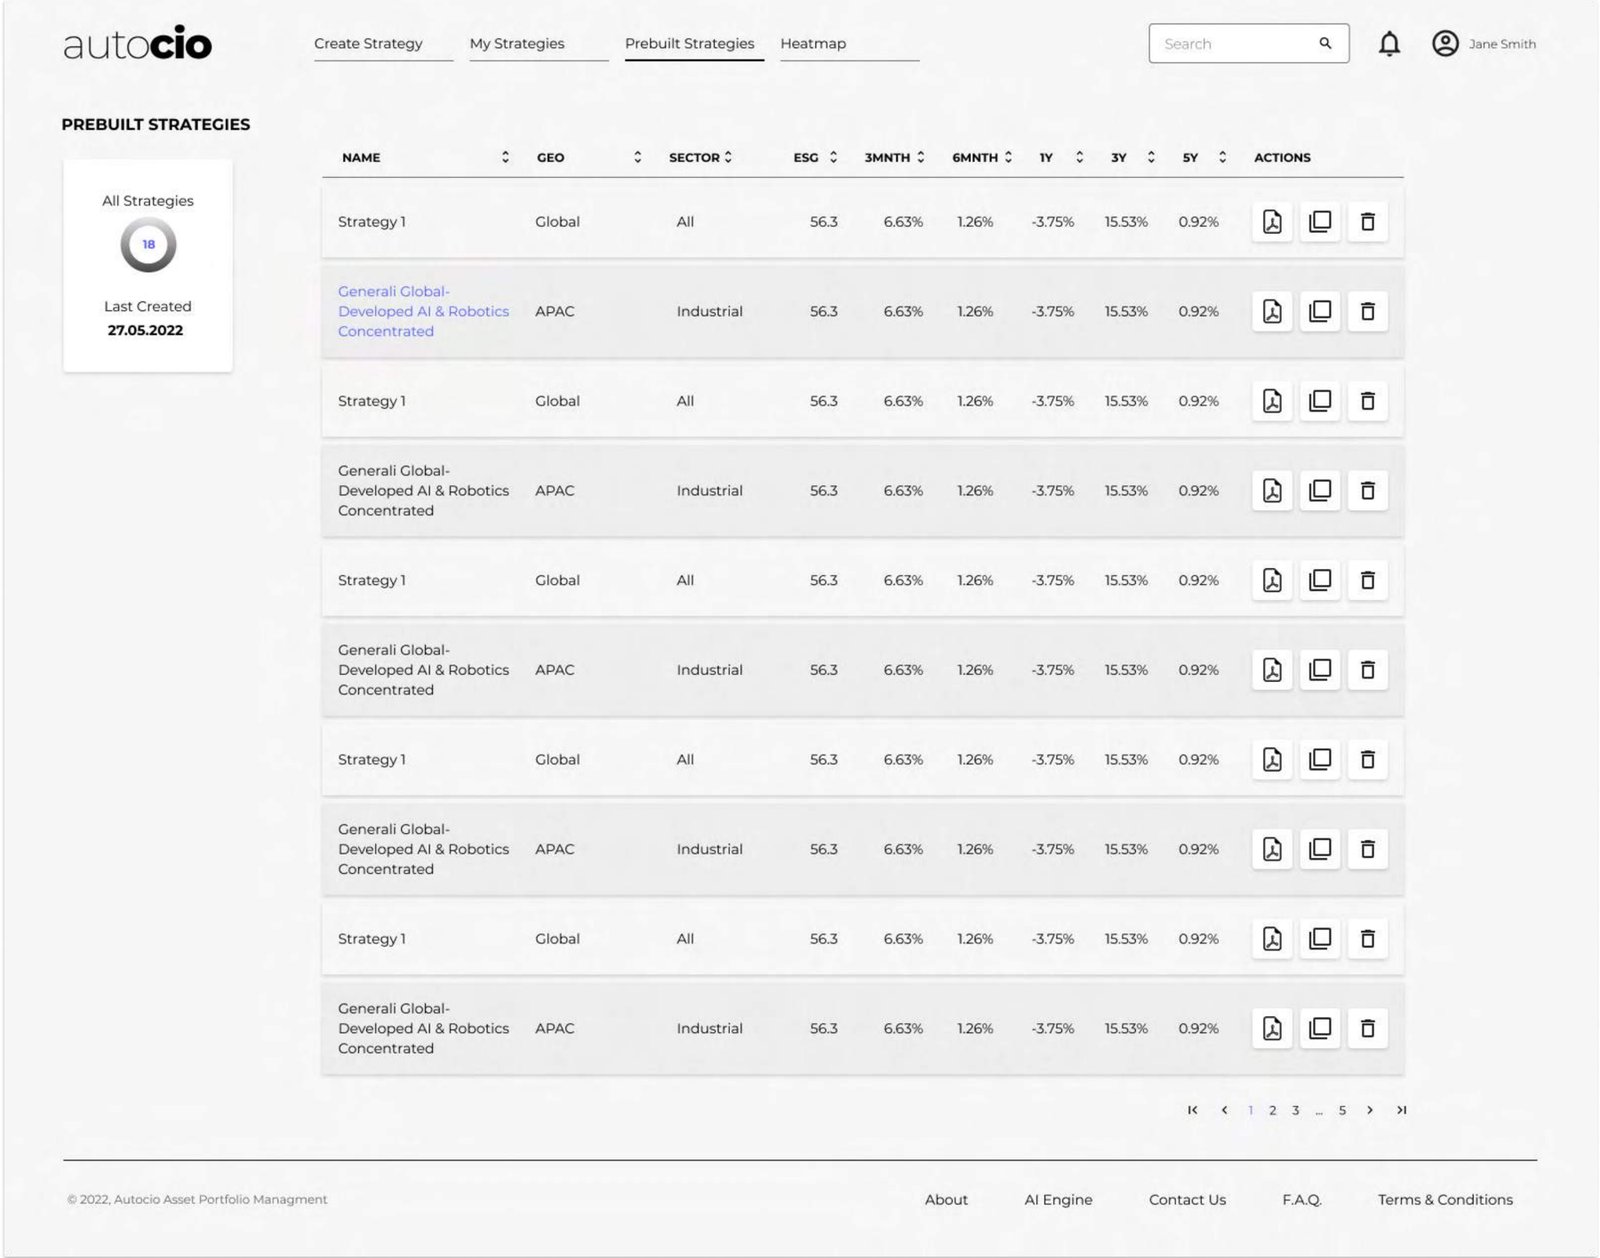 autocio
Create Strategy My Strategies Prebuilt Strategies Heatmap
Search
Jane Smith
PREBUILT STRATEGIES
All Strategies
18
Last Created
27.05.2022
NAME GEO SECTOR ESG 3MNTH 6MNTH 1Y 3Y 5Y ACTIONS
Strategy 1 Global All 56.3 6.63% 1.26% -3.75% 15.53% 0.92%
Generali Global-
Developed AI & Robotics APAC Industrial 56.3 6.63% 1.26% -3.75% 15.53% 0.92%
Concentrated
Strategy 1 Global All 56.3 6.63% 1.26% -3.75% 15.53% 0.92%
Generali Global-
Developed AI & Robotics APAC Industrial 56.3 6.63% 1.26% -3.75% 15.53% 0.92%
Concentrated
Strategy 1 Global All 56.3 6.63% 1.26% -3.75% 15.53% 0.92%
Generali Global-
Developed AI & Robotics APAC Industrial 56.3 6.63% 1.26% -3.75% 15.53% 0.92%
Concentrated
Strategy 1 Global All 56.3 6.63% 1.26% -3.75% 15.53% 0.92%
Generali Global-
Developed AI & Robotics APAC Industrial 56.3 6.63% 1.26% -3.75% 15.53% 0.92%
Concentrated
Strategy 1 Global All 56.3 6.63% 1.26% -3.75% 15.53% 0.92%
Generali Global-
Developed AI & Robotics APAC Industrial 56.3 6.63% 1.26% -3.75% 15.53% 0.92%
Concentrated
1 2 3 ... 5
© 2022, Autocio Asset Portfolio Managment About AI Engine Contact Us F.A.Q. Terms & Conditions